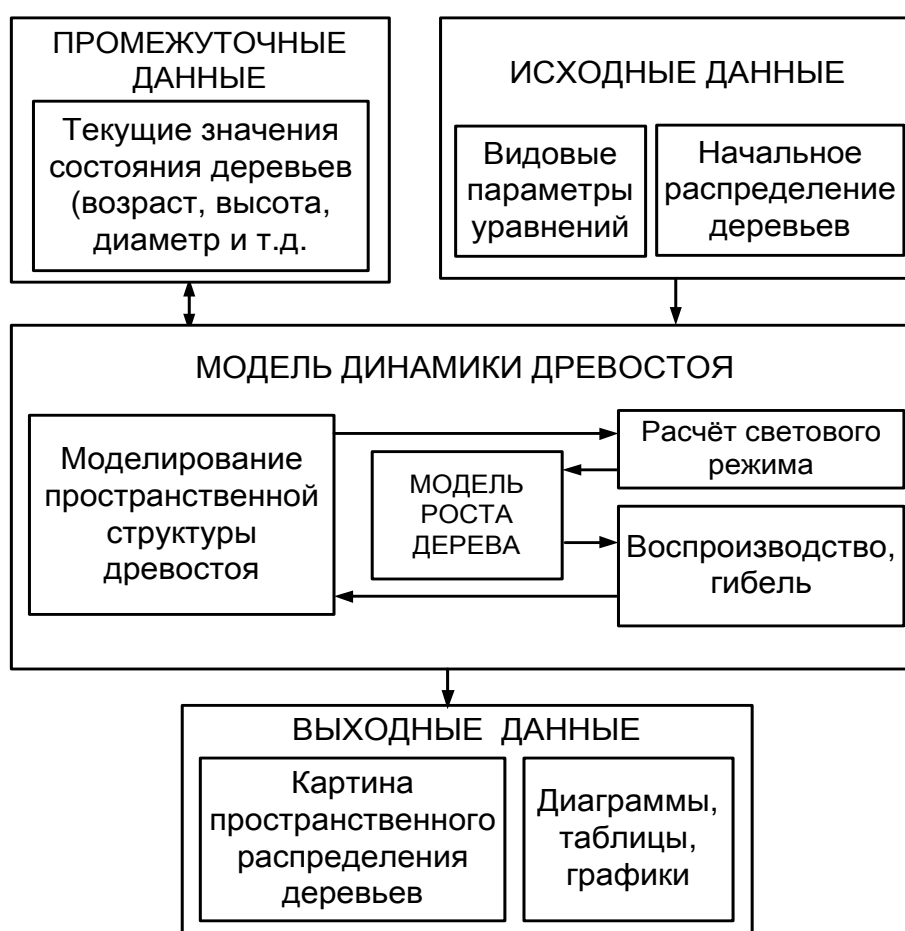 ПРОМЕЖУТОЧНЫЕ
ДАННЫЕ
Текущие значения
состояния деревьев
(возраст, высота,
диаметр и т.д.
ИСХОДНЫЕ ДАННЫЕ
Видовые
параметры
уравнений
Начальное
распределение
деревьев
МОДЕЛЬ ДИНАМИКИ ДРЕВОСТОЯ
Моделирование
пространственной
структуры
древостоя
МОДЕЛЬ
РОСТА
ДЕРЕВА
Расчёт светового
режима
Воспроизводство,
гибель
ВЫХОДНЫЕ ДАННЫЕ
Картина
пространственного
распределения
деревьев
Диаграммы,
таблицы,
графики